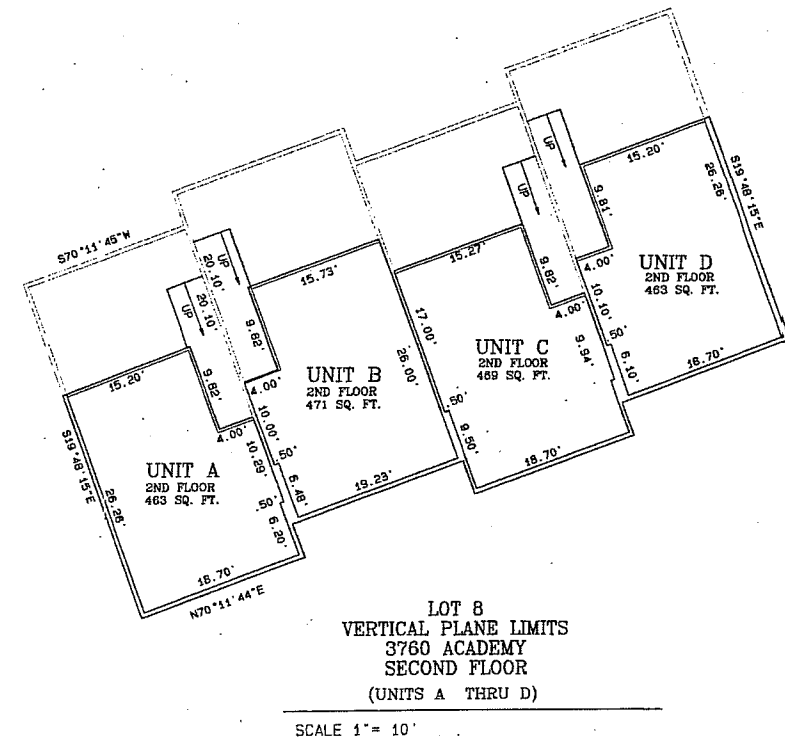 S70°11'45"W
UP
20.10'
UP
20.10'
15.20'
9.82'
4.00'
S19°48'15"E
26.26'
UNIT A
2ND FLOOR
463 SQ. FT.
10.29'
.50'
6.20'
18.70'
N70°11'44"E
15.73'
9.82'
4.00'
UNIT B
2ND FLOOR
471 SQ. FT.
10.00'
.50'
6.48'
19.23'
26.00'
17.00'
UP
UP
15.27'
9.82'
4.00'
UNIT C
2ND FLOOR
469 SQ. FT.
9.94'
.50'
9.50'
18.70'
15.20'
9.81'
4.00'
UNIT D
2ND FLOOR
463 SQ. FT.
10.10'
.50'
6.10'
18.70'
26.26'
S19°48'15"E
LOT 8
VERTICAL PLANE LIMITS
3760 ACADEMY
SECOND FLOOR
(UNITS A THRU D)
SCALE 1"= 10'